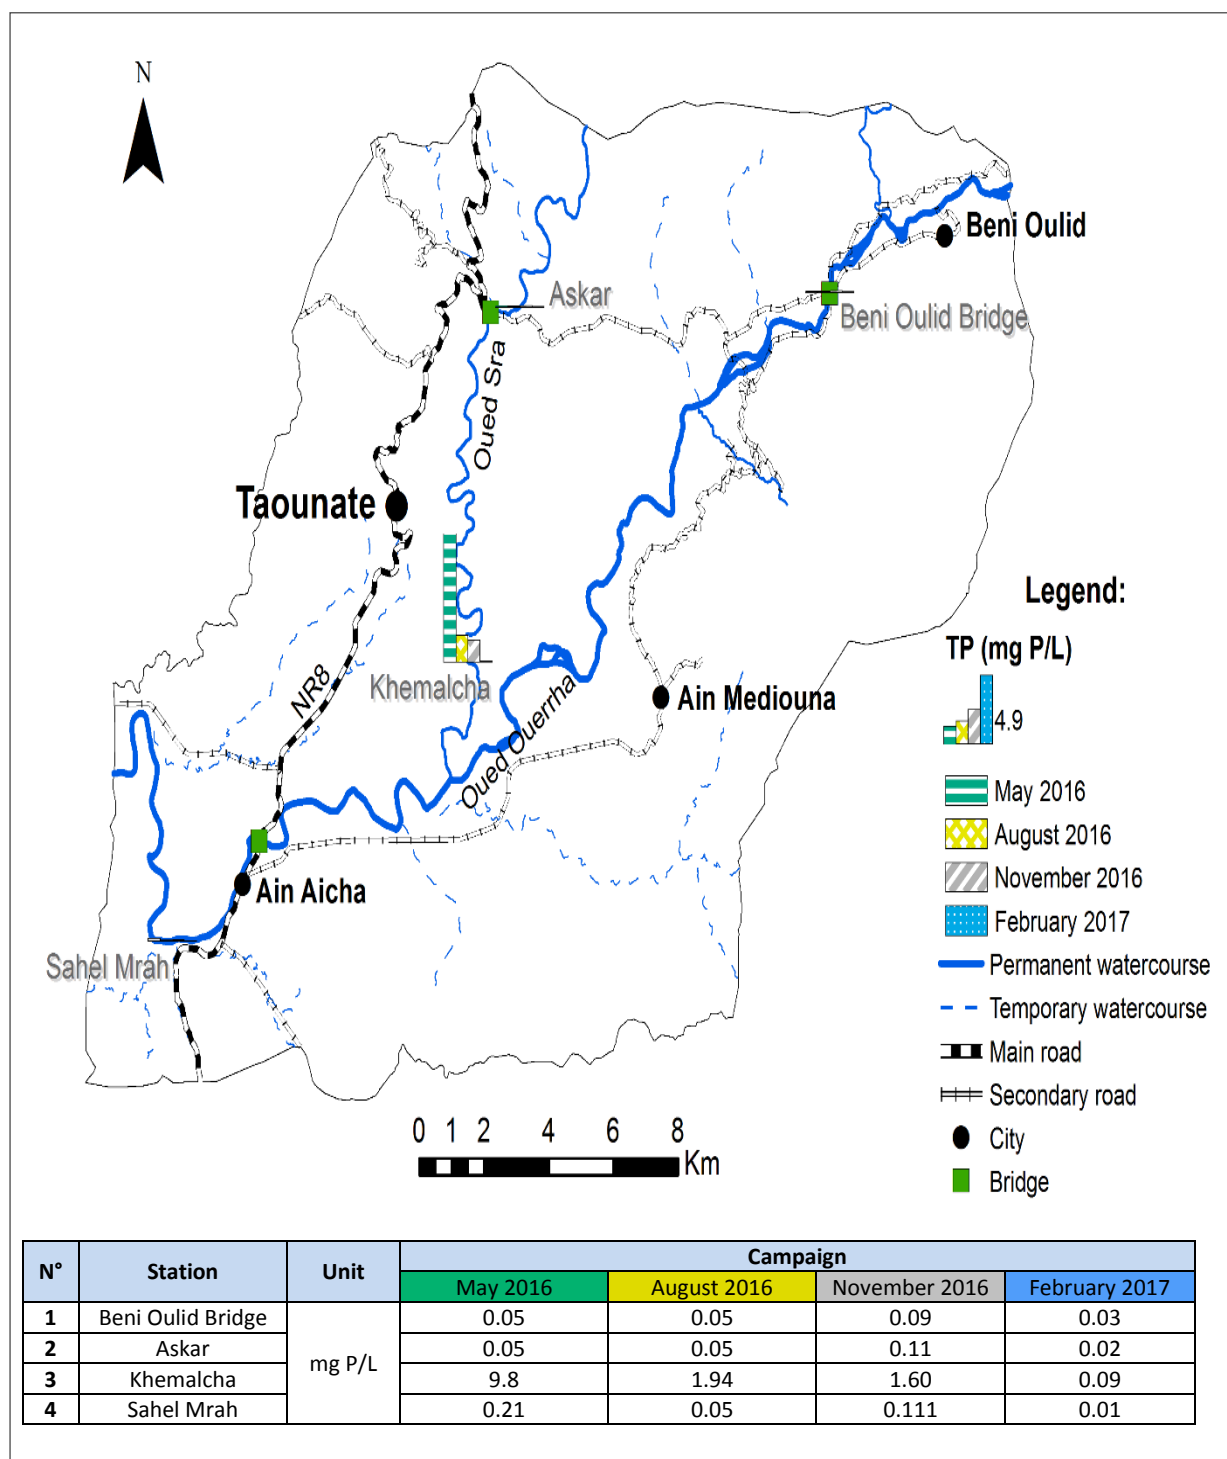 N
Beni Oulid
Askar
Beni Oulid Bridge
Oued Sra
Taounate
Legend:
TP (mg P/L)
4.9
Khemalcha
NR8
Ain Mediouna
Oued Ouerrha
May 2016
August 2016
November 2016
February 2017
Ain Aicha
Sahel Mrah
Permanent watercourse
Temporary watercourse
Main road
Secondary road
City
Bridge
0 1 2 4 6 8
Km
N° Station Unit Campaign
May 2016 August 2016 November 2016 February 2017
1 Beni Oulid Bridge mg P/L 0.05 0.05 0.09 0.03
2 Askar 0.05 0.05 0.11 0.02
3 Khemalcha 9.8 1.94 1.60 0.09
4 Sahel Mrah 0.21 0.05 0.111 0.01